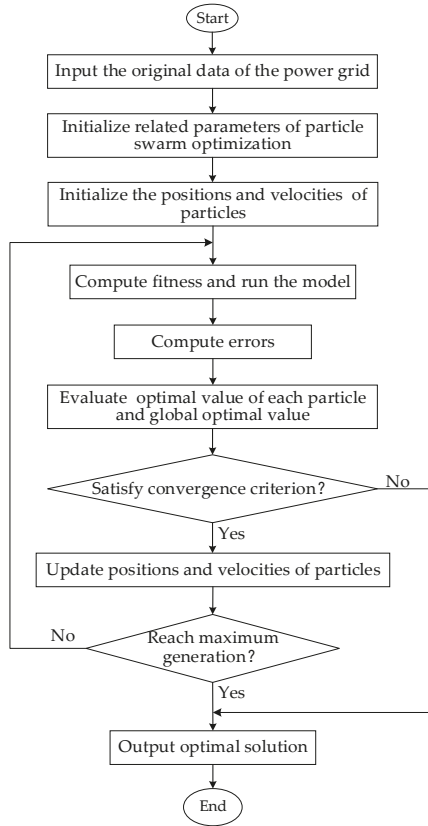 Start
Input the original data of the power grid
Initialize related parameters of particle
swarm optimization
Initialize the positions and velocities of
particles
Compute fitness and run the model
Compute errors
Evaluate optimal value of each particle
and global optimal value
Satisfy convergence criterion?
No
Yes
Update positions and velocities of particles
No
Reach maximum
generation?
Yes
Output optimal solution
End